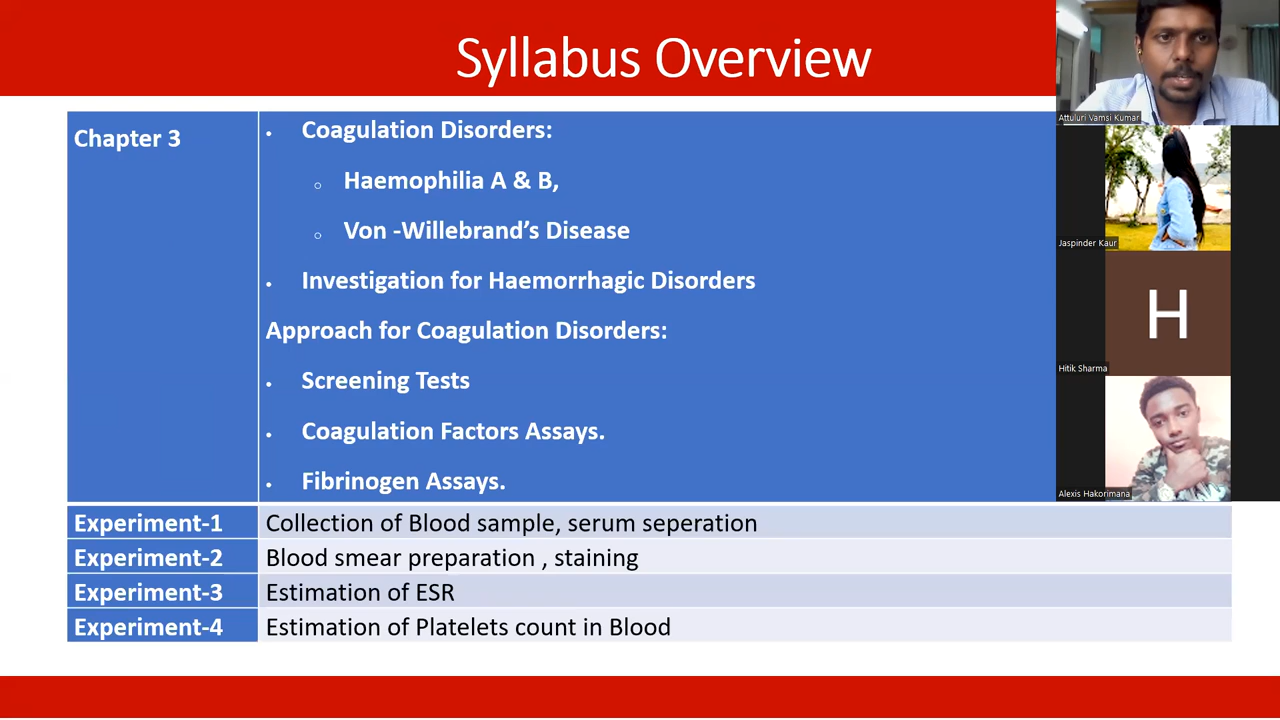 Syllabus Overview
Chapter 3
• Coagulation Disorders:
○ Haemophilia A & B,
○ Von -Willebrand’s Disease
• Investigation for Haemorrhagic Disorders
Approach for Coagulation Disorders:
• Screening Tests
• Coagulation Factors Assays.
• Fibrinogen Assays.
Experiment-1 Collection of Blood sample, serum seperation
Experiment-2 Blood smear preparation , staining
Experiment-3 Estimation of ESR
Experiment-4 Estimation of Platelets count in Blood
Attuluri Vamsi Kumar
Jaspinder Kaur
H
Hitik Sharma
Alexis Hakorimana